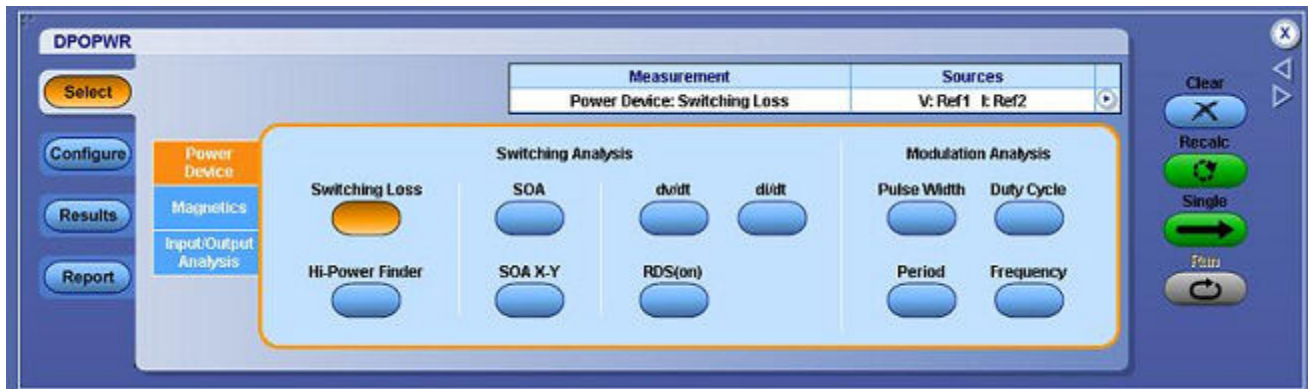 DPOPWR
Select
Configure
Results
Report
Measurement Sources
Power Device: Switching Loss V: Ref1 I: Ref2
Power
Device
Magnetics
Input/Output
Analysis
Switching Analysis
Switching Loss SOA dv/dt di/dt
Hi-Power Finder SOA X-Y RDS(on)
Modulation Analysis
Pulse Width Duty Cycle
Period Frequency
X
Clear
Recalc
Single
Run